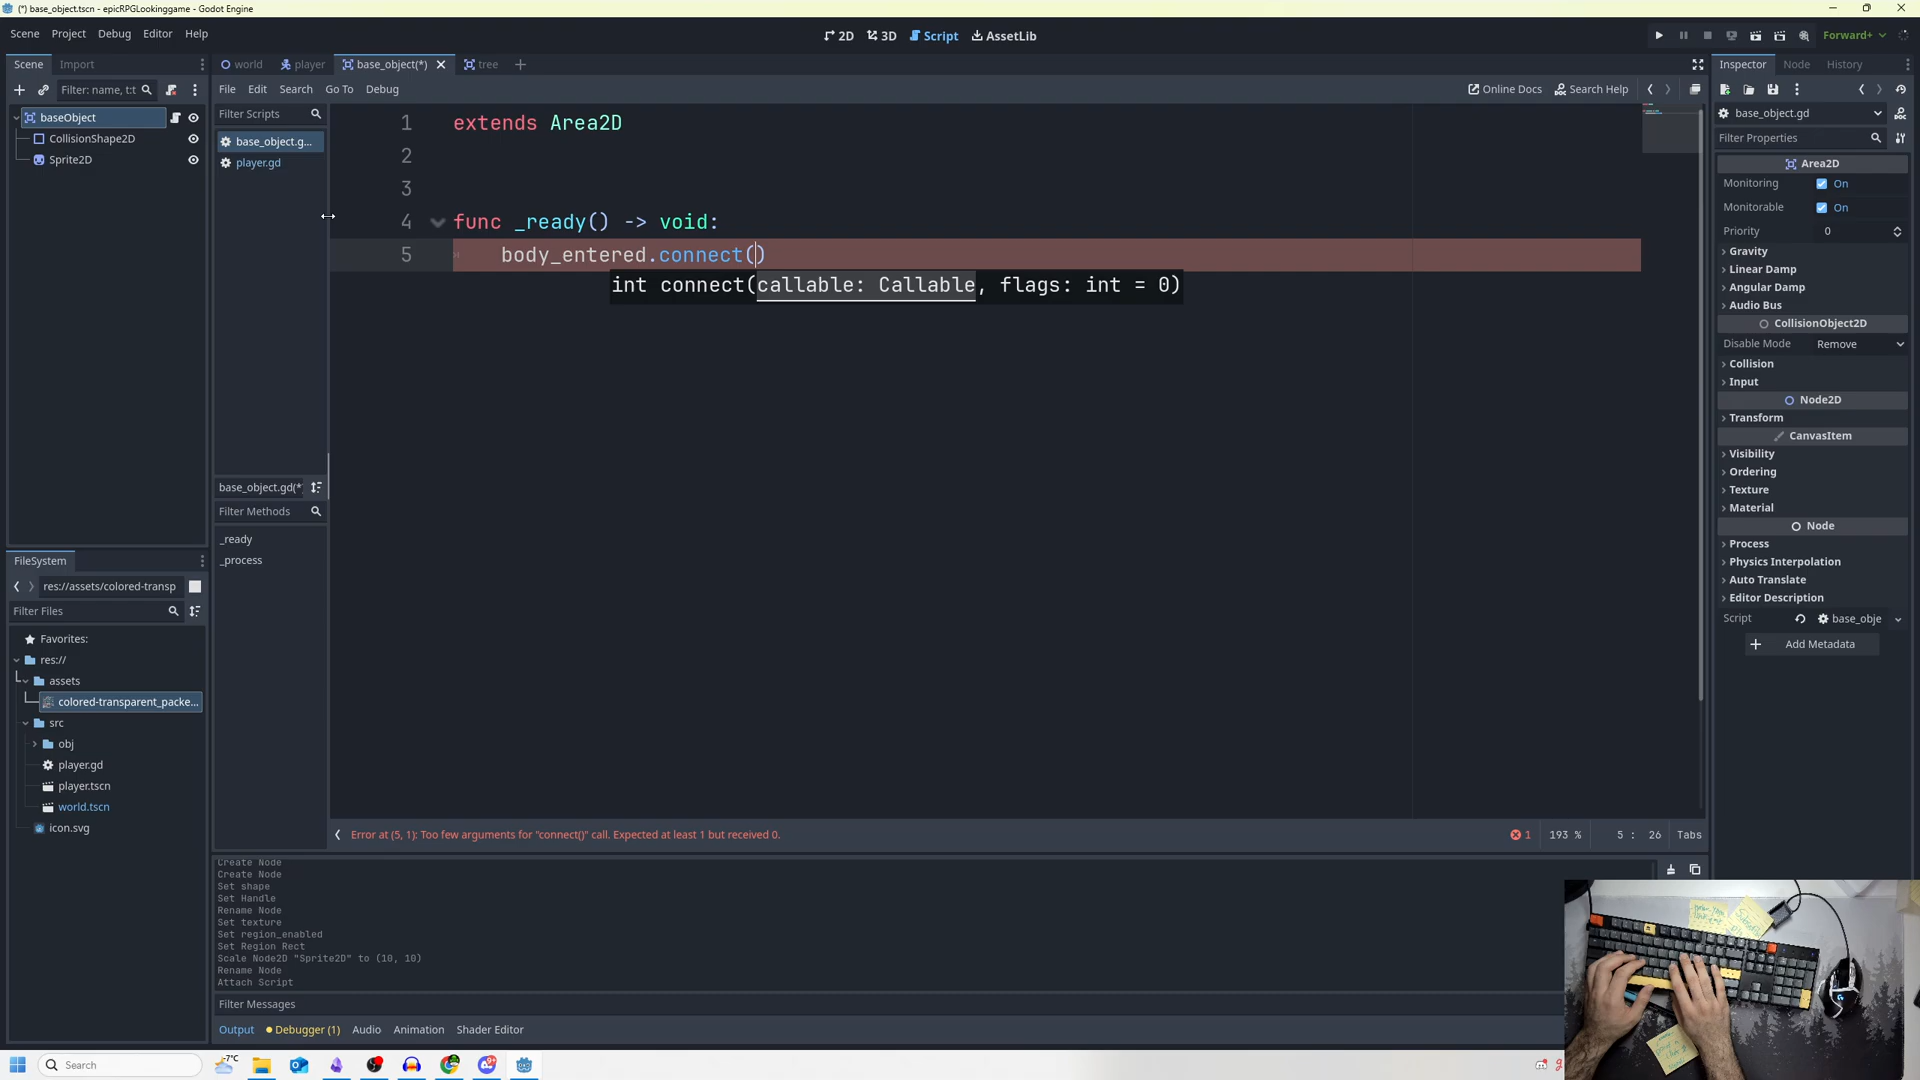 (*) base_object.tscn - epicRPGLookinggame - Godot Engine
Scene Project Debug Editor Help
2D 3D Script AssetLib
Forward+
Scene Import
world player base_object(*) tree
Inspector Node History
Filter: name, t:t
File Edit Search Go To Debug
Online Docs Search Help
baseObject
CollisionShape2D
Sprite2D
Filter Scripts
base_object.g...
player.gd
1 extends Area2D
2
3
4 func _ready() -> void:
5 body_entered.connect()
int connect(callable: Callable, flags: int = 0)
base_object.gd(*
Filter Methods
_ready
_process
base_object.gd
Filter Properties
Area2D
Monitoring On
Monitorable On
Priority 0
Gravity
Linear Damp
Angular Damp
Audio Bus
CollisionObject2D
Disable Mode Remove
Collision
Input
Node2D
Transform
CanvasItem
Visibility
Ordering
Texture
Material
Node
Process
Physics Interpolation
Auto Translate
Editor Description
Script base_obje
Add Metadata
FileSystem
res://assets/colored-transp
Filter Files
Favorites:
res://
assets
colored-transparent_packe...
src
obj
player.gd
player.tscn
world.tscn
icon.svg
Error at (5, 1): Too few arguments for "connect()" call. Expected at least 1 but received 0.
1 193 % 5 : 26 Tabs
Create Node
Create Node
Set shape
Set Handle
Rename Node
Set texture
Set region_enabled
Set Region Rect
Scale Node2D "Sprite2D" to (10, 10)
Rename Node
Attach Script
Filter Messages
Output Debugger (1) Audio Animation Shader Editor
Search
-7°C